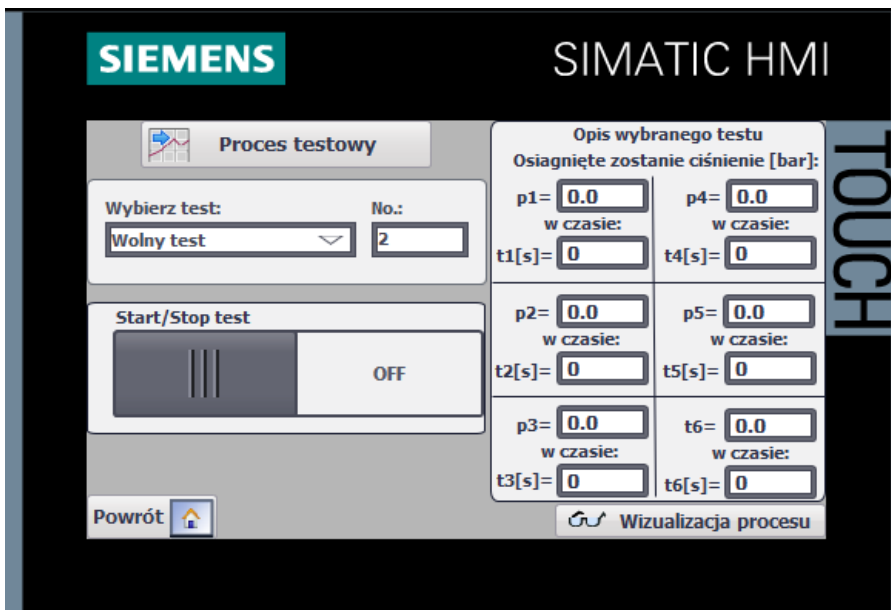 SIEMENS
SIMATIC HMI
TOUCH
Proces testowy
Wybierz test:
No.:
Wolny test
2
Start/Stop test
OFF
Powrót
Opis wybranego testu
Osiagnięte zostanie ciśnienie [bar]:
p1= 0.0
w czasie:
t1[s]= 0
p4= 0.0
w czasie:
t4[s]= 0
p2= 0.0
w czasie:
t2[s]= 0
p5= 0.0
w czasie:
t5[s]= 0
p3= 0.0
w czasie:
t3[s]= 0
t6= 0.0
w czasie:
t6[s]= 0
Wizualizacja procesu